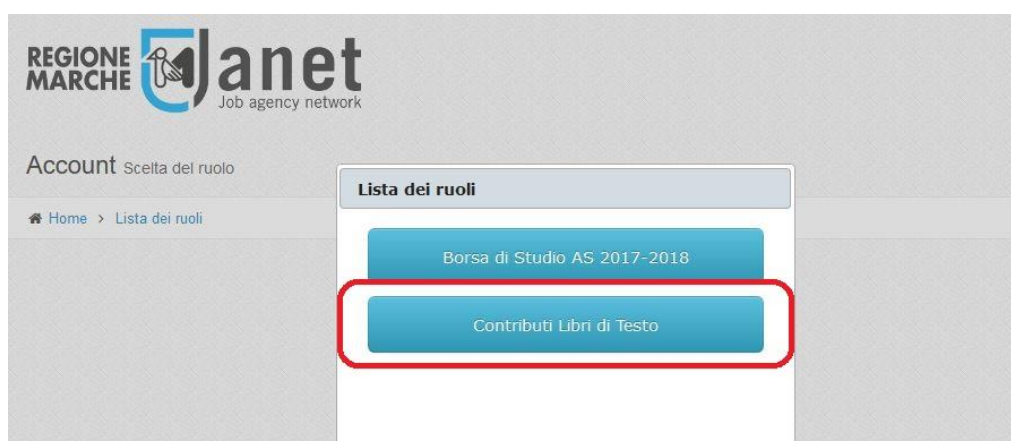 REGIONE
MARCHE
Janet
Job agency network
Account Scelta del ruolo
Home > Lista dei ruoli
Lista dei ruoli
Borsa di Studio AS 2017-2018
Contributi Libri di Testo